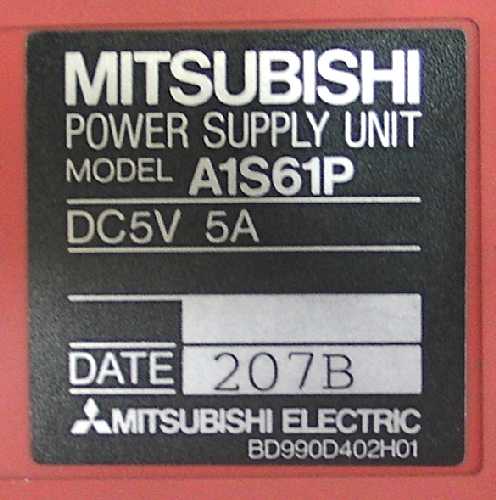 MITSUBISHI
POWER SUPPLY UNIT
MODEL A1S61P
DC5V 5A
DATE 207B
MITSUBISHI ELECTRIC
BD990D402H01